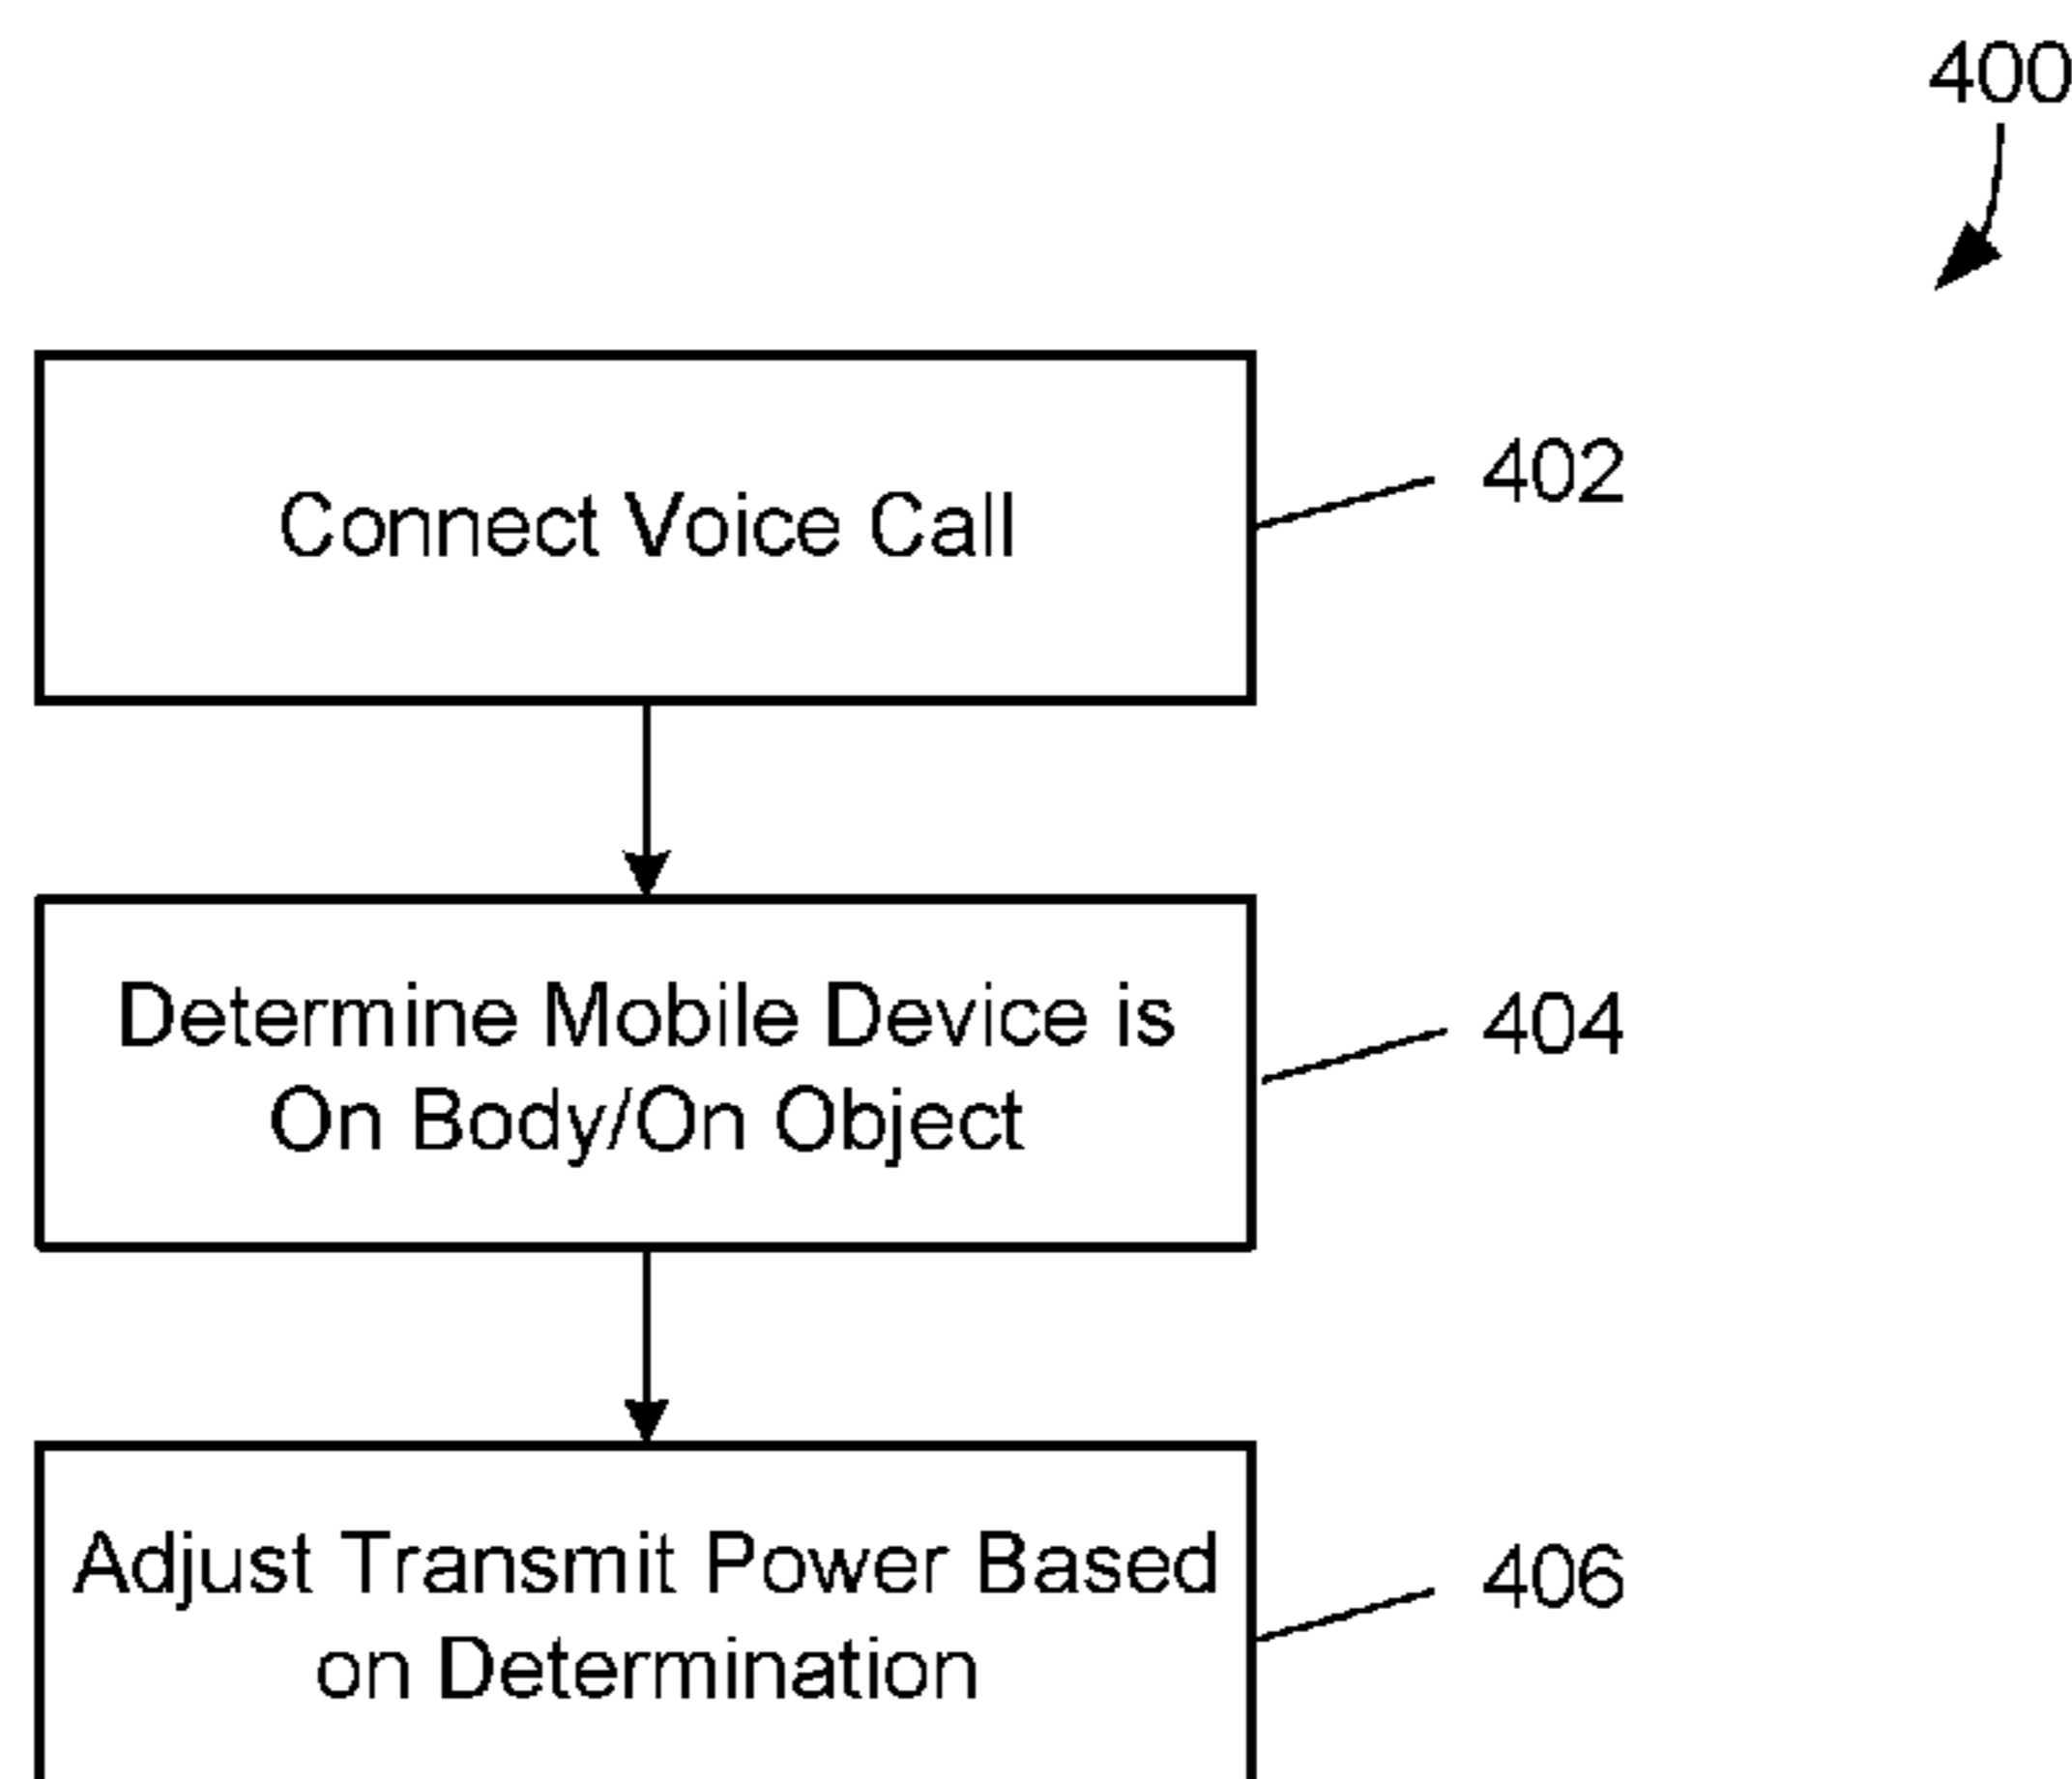 400
Connect Voice Call
402
Determine Mobile Device is
On Body/On Object
404
Adjust Transmit Power Based
on Determination
406